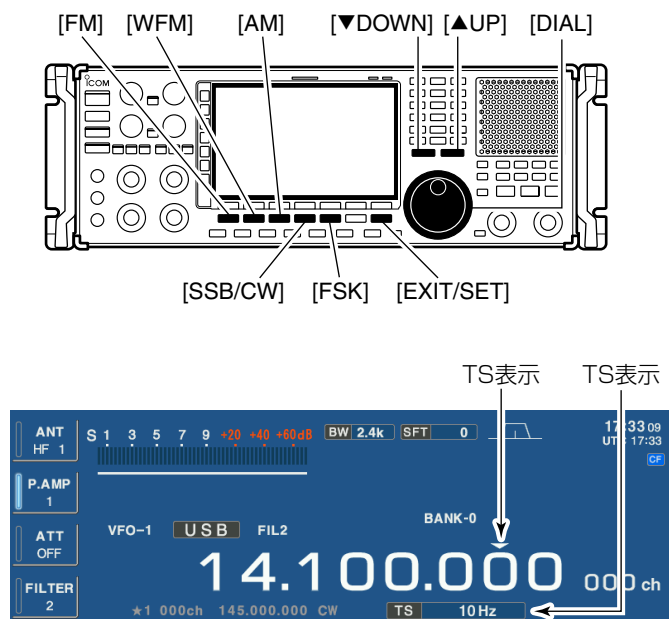 [FM] [WFM] [AM] [▼DOWN] [▲UP] [DIAL]
ICOM
[SSB/CW] [FSK] [EXIT/SET]
TS表示 TS表示
ANT
HF 1
S 1 3 5 7 9 +20 +40 +60dB BW 2.4k SFT 0
17:33 09
UTC 17:33
CF
P.AMP
1
ATT
OFF
VFO-1 USB FIL2 BANK-0
14.100.000 000 ch
FILTER
2
★1 000ch 145.000.000 CW TS 10Hz